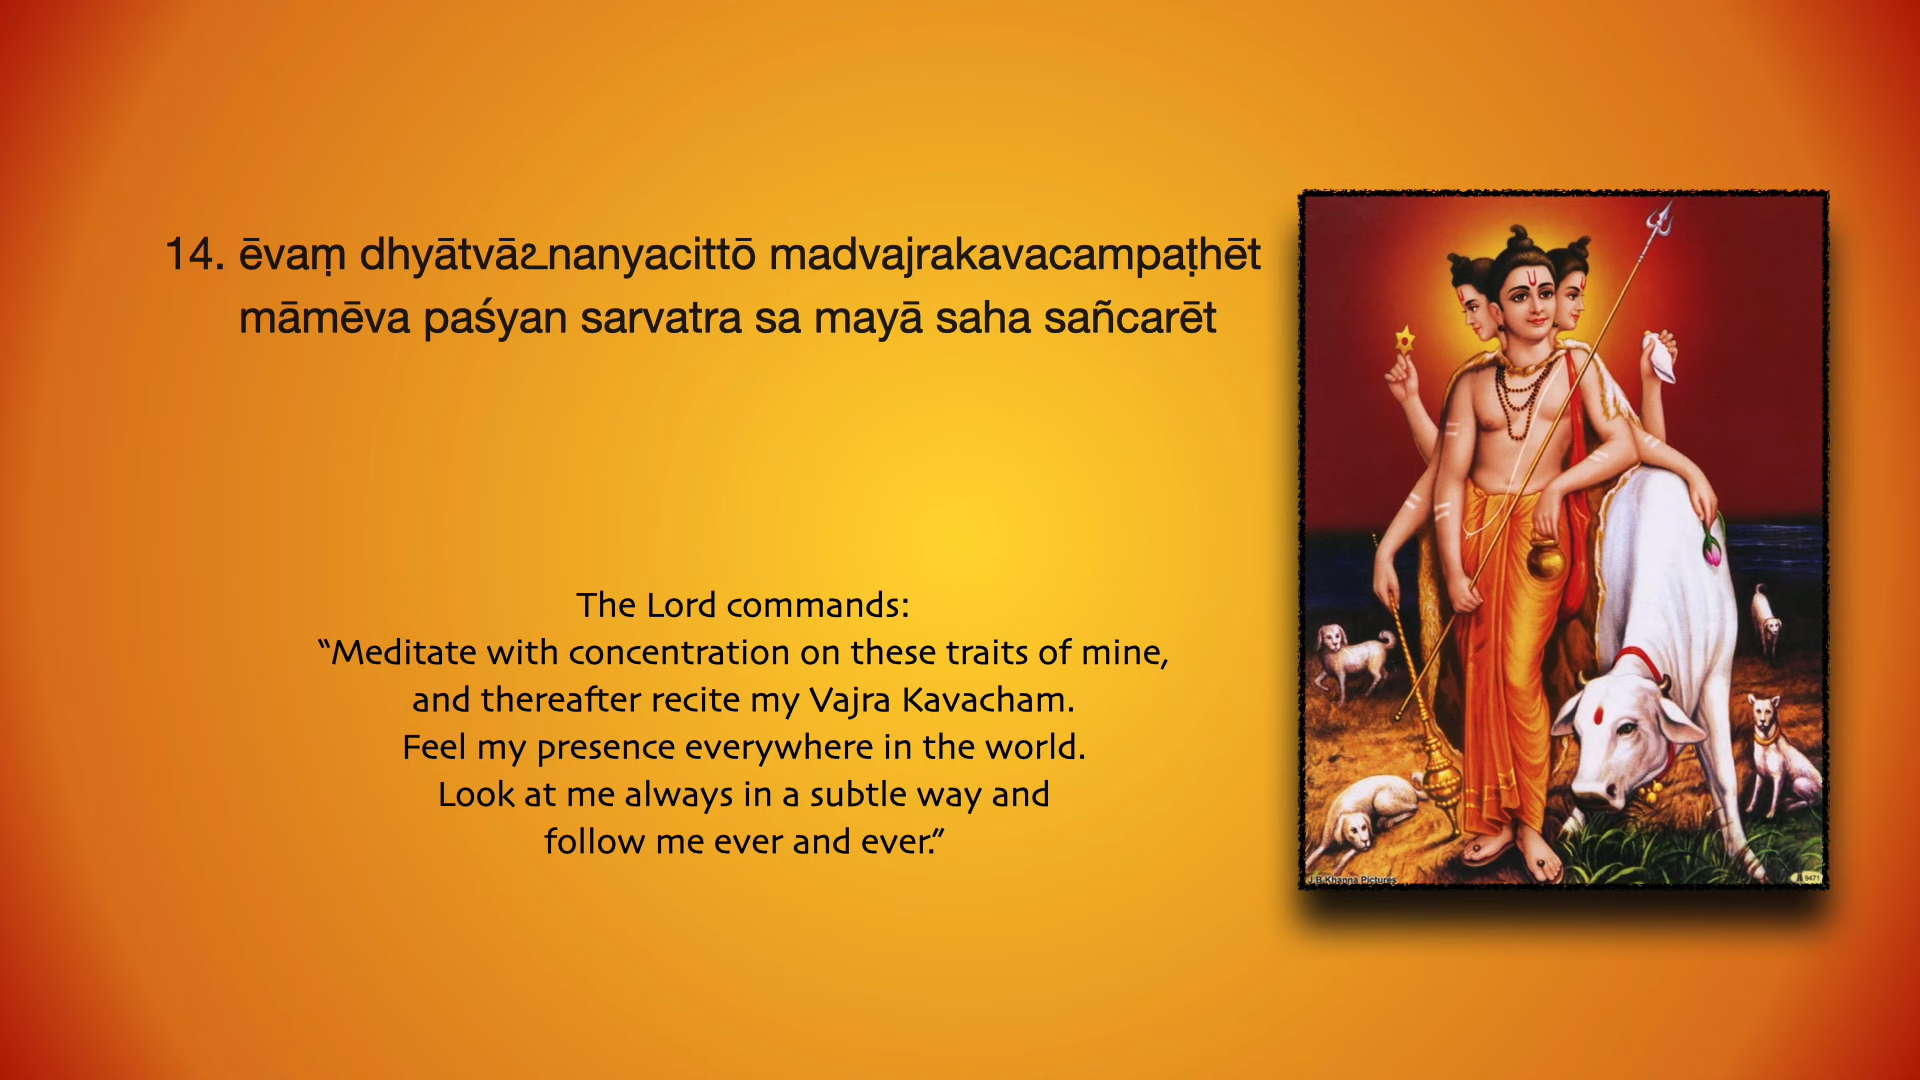 14. ēvaṃ dhyātvāఽnanyacittō madvajrakavacampaṭhēt
māmēva paśyan sarvatra sa mayā saha sañcarēt
The Lord commands:
“Meditate with concentration on these traits of mine,
and thereafter recite my Vajra Kavacham.
Feel my presence everywhere in the world.
Look at me always in a subtle way and
follow me ever and ever.”
J.B.Khanna Pictures
9471